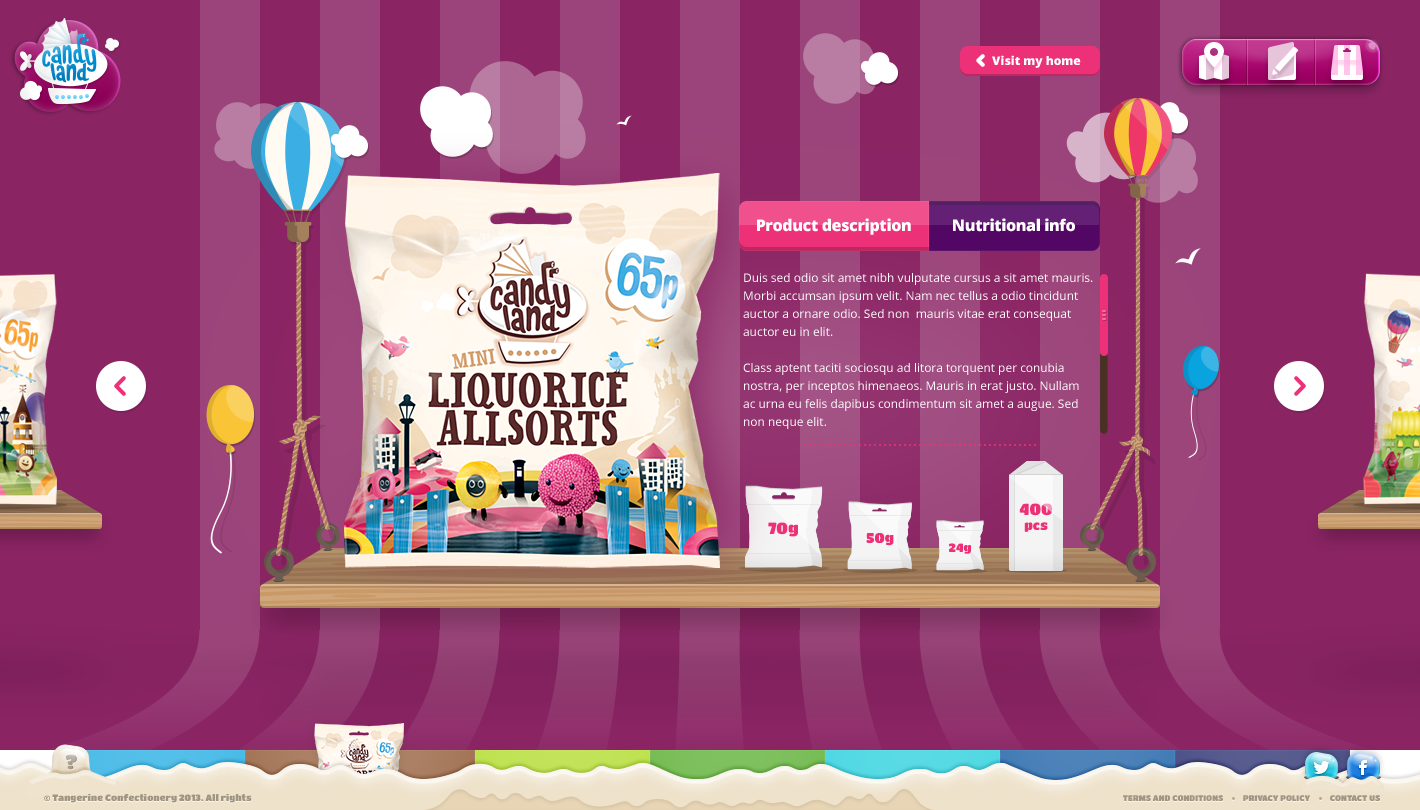 candy
land
Visit my home
65p
Product description
Nutritional info
candy
land
65p
MINI
LIQUORICE
ALLSORTS
Duis sed odio sit amet nibh vulputate cursus a sit amet mauris.
Morbi accumsan ipsum velit. Nam nec tellus a odio tincidunt
auctor a ornare odio. Sed non  mauris vitae erat consequat
auctor eu in elit.
Class aptent taciti sociosqu ad litora torquent per conubia
nostra, per inceptos himenaeos. Mauris in erat justo. Nullam
ac urna eu felis dapibus condimentum sit amet a augue. Sed
non neque elit.
70g
50g
24g
400
pcs
?
candy
land
65p
© Tangerine Confectionery 2013. All rights
TERMS AND CONDITIONS • PRIVACY POLICY • CONTACT US